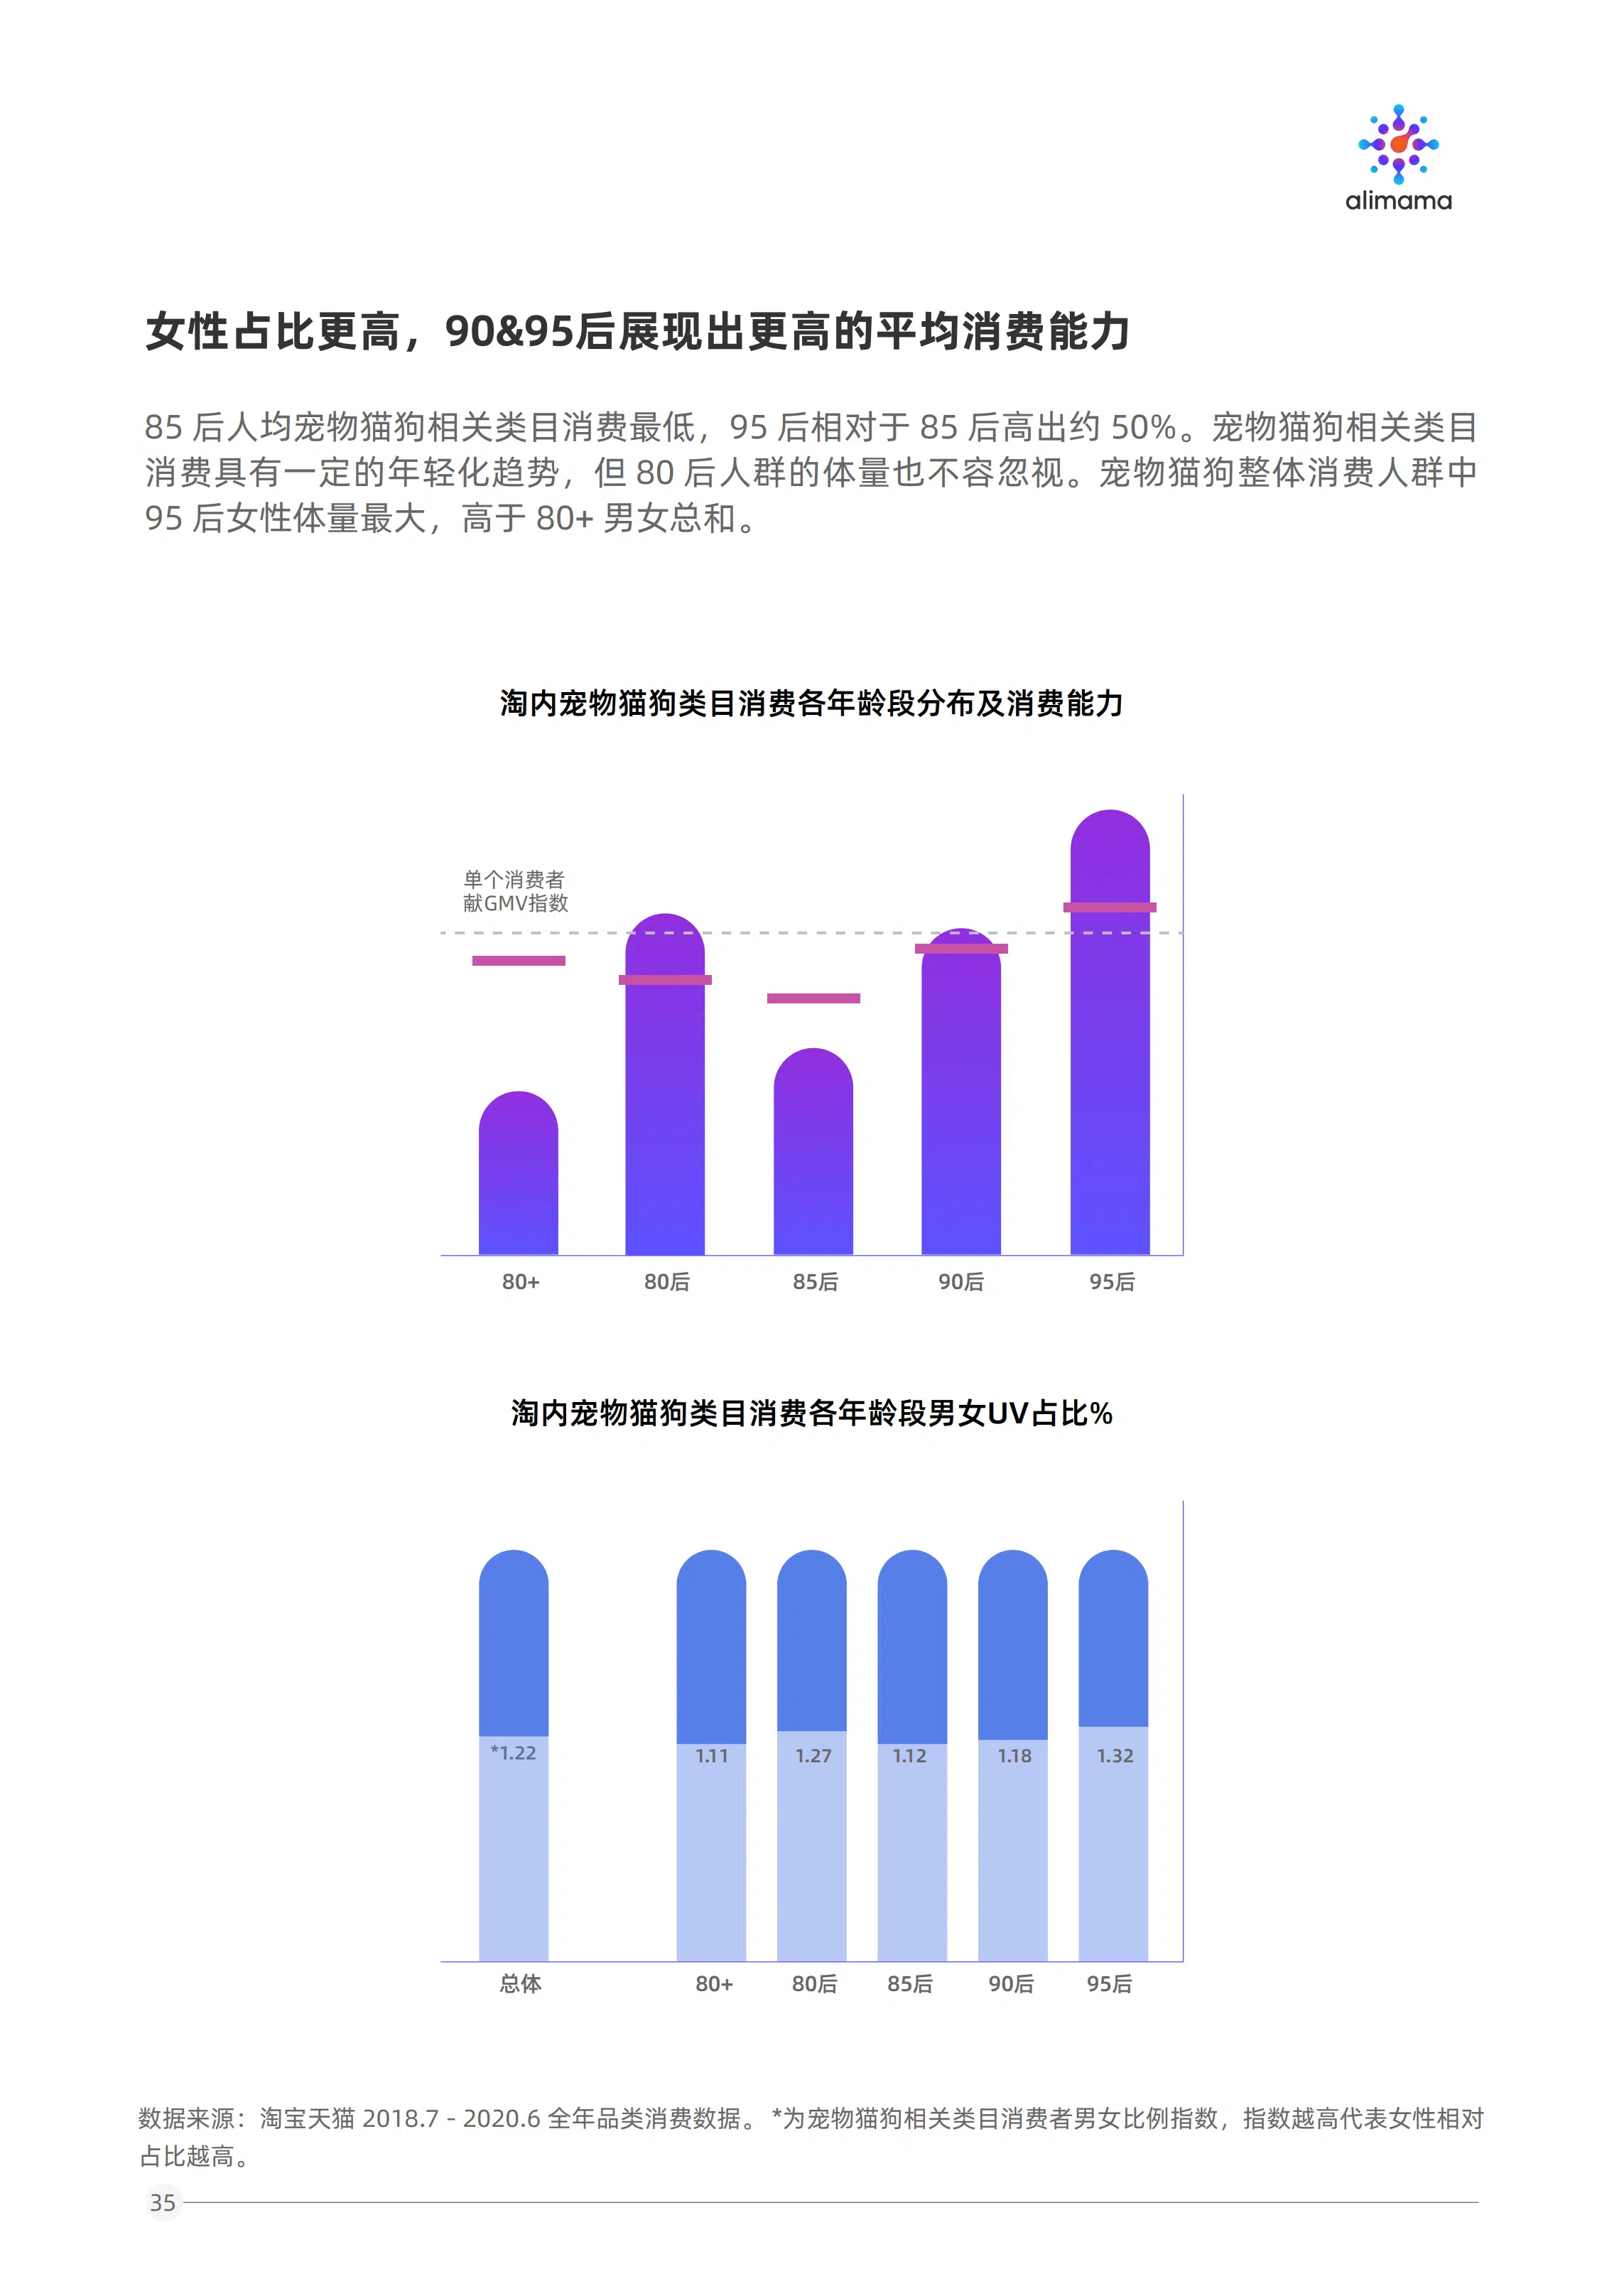 alimama
女性占比更高，90&95后展现出更高的平均消费能力
85 后人均宠物猫狗相关类目消费最低，95 后相对于 85 后高出约 50%。宠物猫狗相关类目
消费具有一定的年轻化趋势，但 80 后人群的体量也不容忽视。宠物猫狗整体消费人群中
95 后女性体量最大，高于 80+ 男女总和。
淘内宠物猫狗类目消费各年龄段分布及消费能力
单个消费者
献GMV指数
80+ 80后 85后 90后 95后
淘内宠物猫狗类目消费各年龄段男女UV占比%
*1.22 1.11 1.27 1.12 1.18 1.32
总体 80+ 80后 85后 90后 95后
数据来源：淘宝天猫 2018.7 - 2020.6 全年品类消费数据。 *为宠物猫狗相关类目消费者男女比例指数，指数越高代表女性相对
占比越高。
35